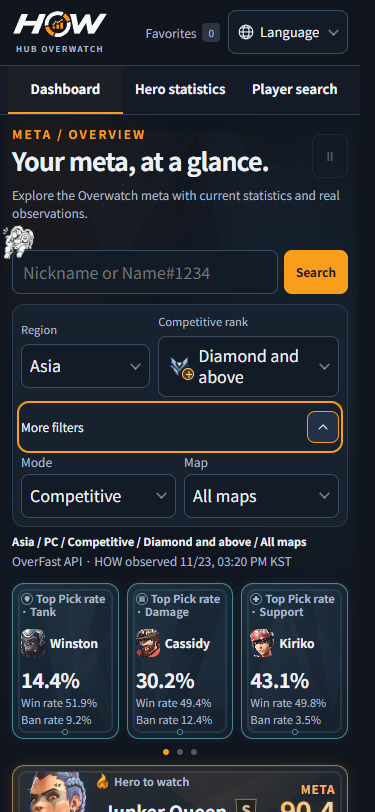 HOW
HUB OVERWATCH
Favorites 0
Language
Dashboard Hero statistics Player search
META / OVERVIEW
Your meta, at a glance.
Explore the Overwatch meta with current statistics and real
observations.
Nickname or Name#1234
Search
Region
Competitive rank
Asia
Diamond and
above
More filters
Mode
Map
Competitive
All maps
Asia / PC / Competitive / Diamond and above / All maps
OverFast API · HOW observed 11/23, 03:20 PM KST
Top Pick rate
· Tank
Winston
14.4%
Win rate 51.9%
Ban rate 9.2%
Top Pick rate
· Damage
Cassidy
30.2%
Win rate 49.4%
Ban rate 12.4%
Top Pick rate
· Support
Kiriko
43.1%
Win rate 49.8%
Ban rate 3.5%
Hero to watch
META
Junker Queen S
90.4